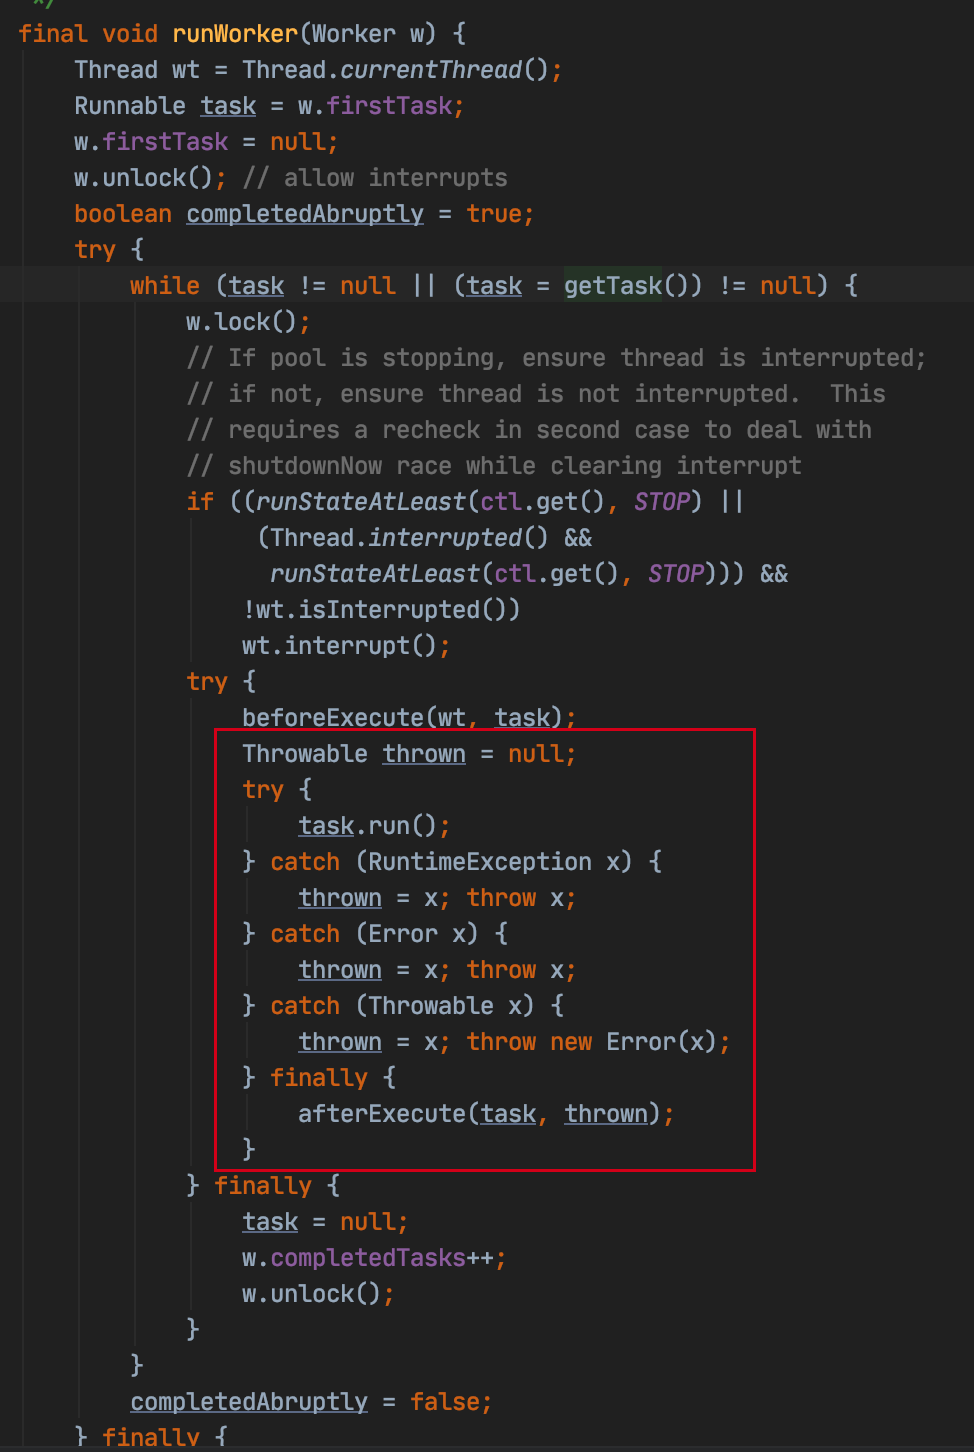 */
final void runWorker(Worker w) {
    Thread wt = Thread.currentThread();
    Runnable task = w.firstTask;
    w.firstTask = null;
    w.unlock(); // allow interrupts
    boolean completedAbruptly = true;
    try {
        while (task != null || (task = getTask()) != null) {
            w.lock();
            // If pool is stopping, ensure thread is interrupted;
            // if not, ensure thread is not interrupted.  This
            // requires a recheck in second case to deal with
            // shutdownNow race while clearing interrupt
            if ((runStateAtLeast(ctl.get(), STOP) ||
                 (Thread.interrupted() &&
                  runStateAtLeast(ctl.get(), STOP))) &&
                !wt.isInterrupted())
                wt.interrupt();
            try {
                beforeExecute(wt, task);
                Throwable thrown = null;
                try {
                    task.run();
                } catch (RuntimeException x) {
                    thrown = x; throw x;
                } catch (Error x) {
                    thrown = x; throw x;
                } catch (Throwable x) {
                    thrown = x; throw new Error(x);
                } finally {
                    afterExecute(task, thrown);
                }
            } finally {
                task = null;
                w.completedTasks++;
                w.unlock();
            }
        }
        completedAbruptly = false;
    } finally {